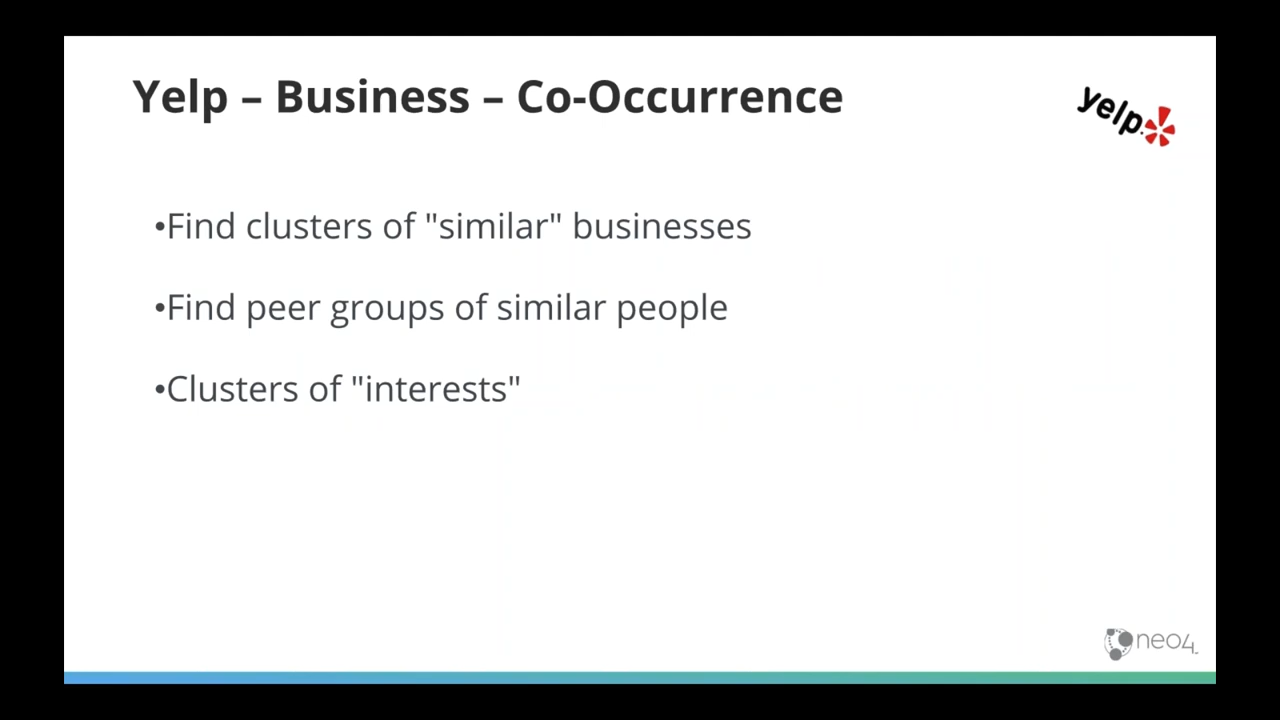 Yelp – Business – Co-Occurrence
yelp
•Find clusters of "similar" businesses
•Find peer groups of similar people
•Clusters of "interests"
neo4j